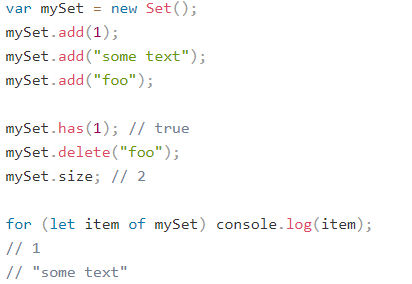 var mySet = new Set();
mySet.add(1);
mySet.add("some text");
mySet.add("foo");

mySet.has(1); // true
mySet.delete("foo");
mySet.size; // 2

for (let item of mySet) console.log(item);
// 1
// "some text"